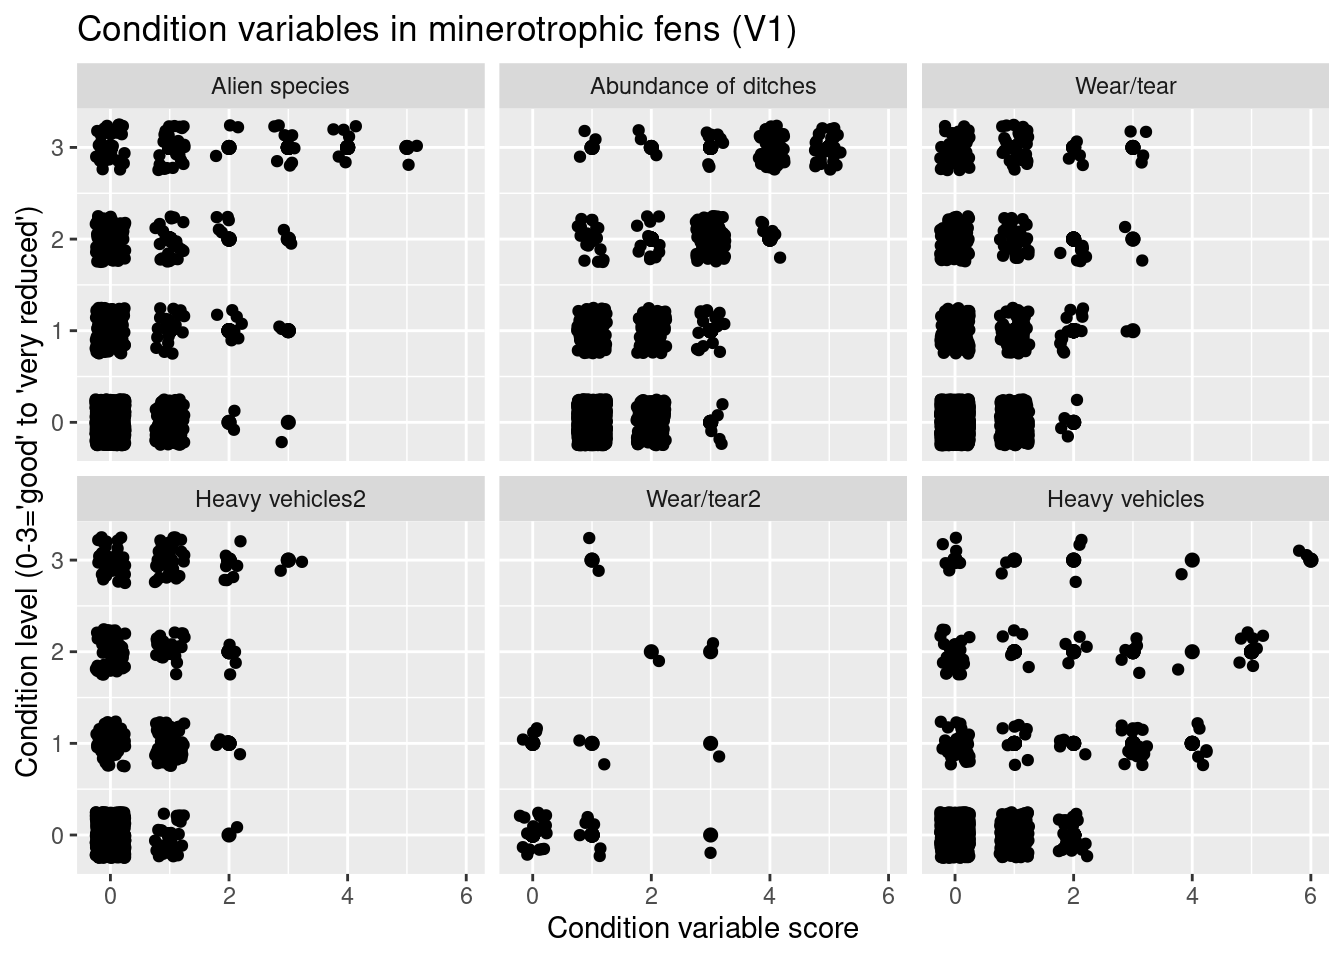 Condition variables in minerotrophic fens (V1)
Alien species
Abundance of ditches
Wear/tear
3
2
1
0
Condition level (0-3='good' to 'very reduced')
Heavy vehicles2
Wear/tear2
Heavy vehicles
3
2
1
0
0 2 4 6
0 2 4 6
0 2 4 6
Condition variable score